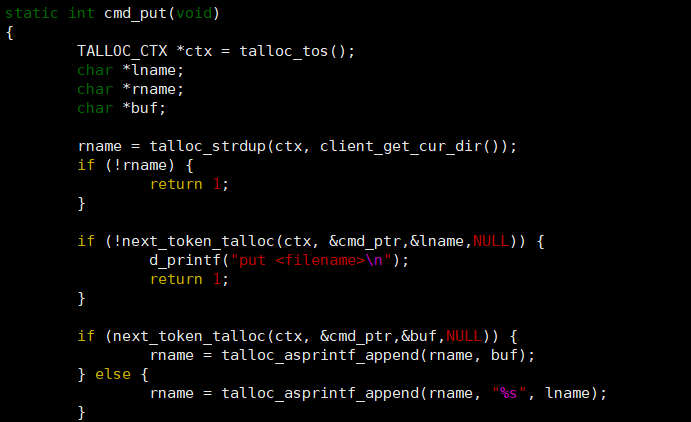 static int cmd_put(void)
{
        TALLOC_CTX *ctx = talloc_tos();
        char *lname;
        char *rname;
        char *buf;

        rname = talloc_strdup(ctx, client_get_cur_dir());
        if (!rname) {
                return 1;
        }

        if (!next_token_talloc(ctx, &cmd_ptr,&lname,NULL)) {
                d_printf("put <filename>\n");
                return 1;
        }

        if (next_token_talloc(ctx, &cmd_ptr,&buf,NULL)) {
                rname = talloc_asprintf_append(rname, buf);
        } else {
                rname = talloc_asprintf_append(rname, "%s", lname);
        }